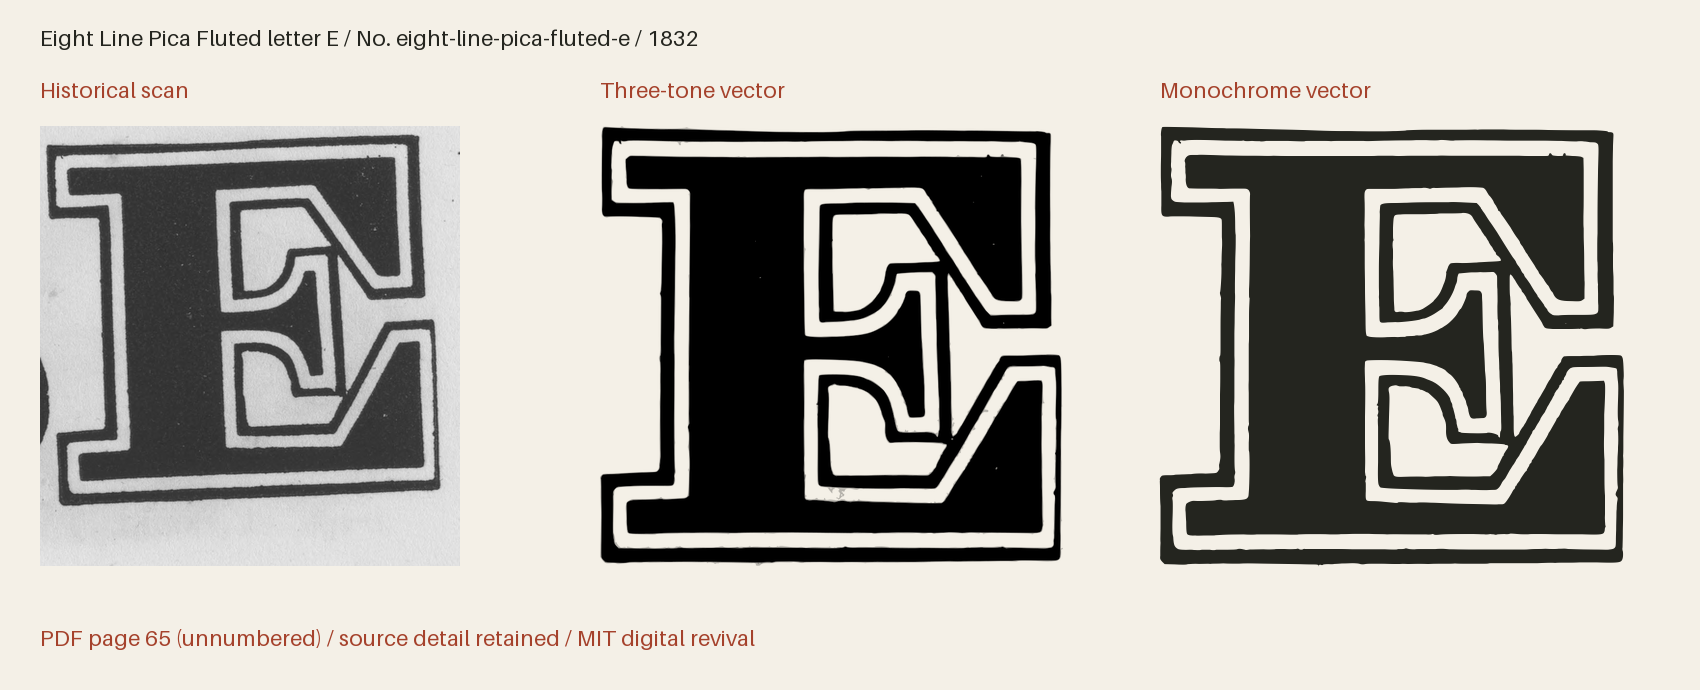 Eight Line Pica Fluted letter E / No. eight-line-pica-fluted-e / 1832
Historical scan
Three-tone vector
Monochrome vector
E
E
E
PDF page 65 (unnumbered) / source detail retained / MIT digital revival